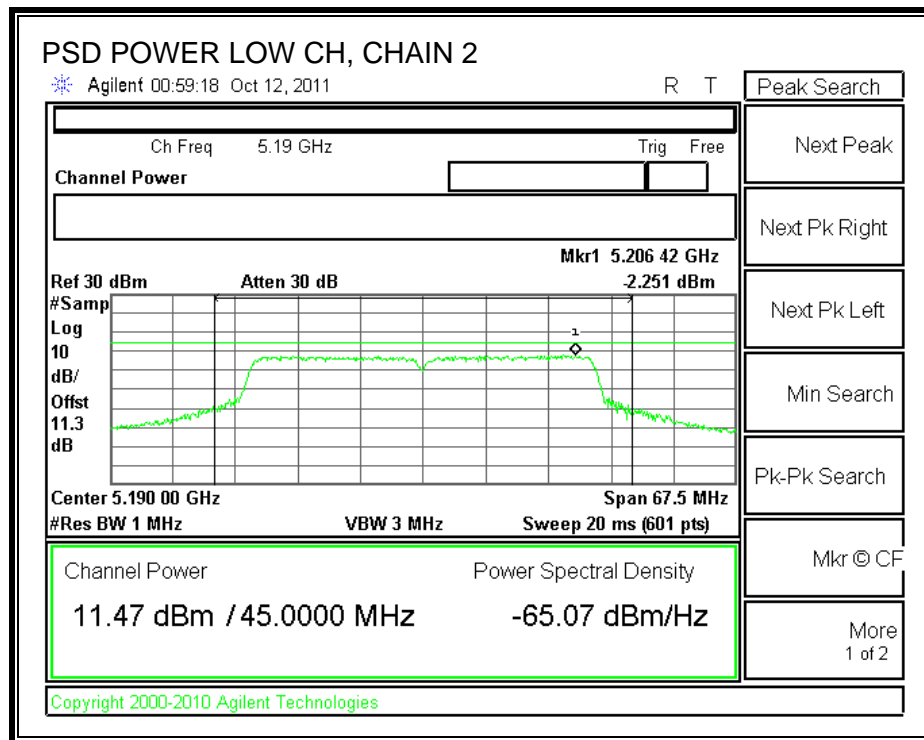 PSD POWER LOW CH, CHAIN 2
Agilent 00:59:18 Oct 12, 2011 R T
Peak Search
Ch Freq 5.19 GHz Trig Free
Channel Power
Mkr1 5.206 42 GHz
Ref 30 dBm Atten 30 dB -2.251 dBm
#Samp
Log
10
dB/
Offst
11.3
dB
1
Center 5.190 00 GHz Span 67.5 MHz
#Res BW 1 MHz VBW 3 MHz Sweep 20 ms (601 pts)
Channel Power Power Spectral Density
11.47 dBm / 45.0000 MHz -65.07 dBm/Hz
Next Peak
Next Pk Right
Next Pk Left
Min Search
Pk-Pk Search
Mkr © CF
More
1 of 2
Copyright 2000-2010 Agilent Technologies